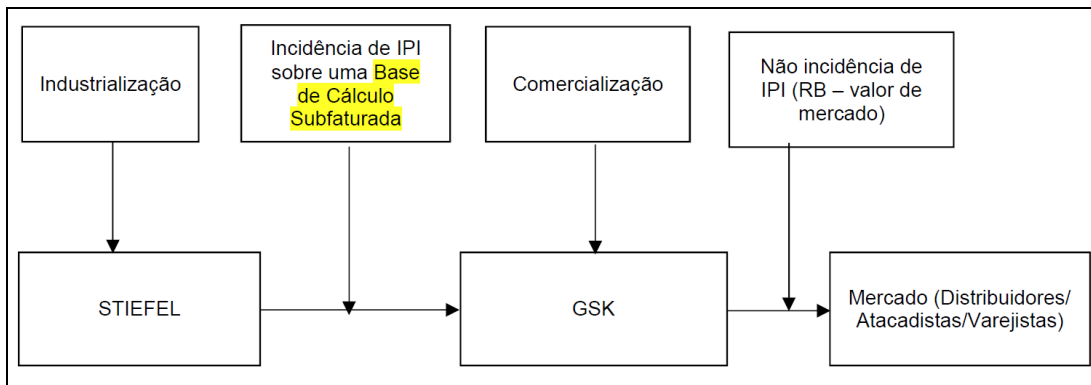 Industrialização
Incidência de IPI
sobre uma Base
de Cálculo
Subfaturada
Comercialização
Não incidência de
IPI (RB – valor de
mercado)
STIEFEL
GSK
Mercado (Distribuidores/
Atacadistas/Varejistas)